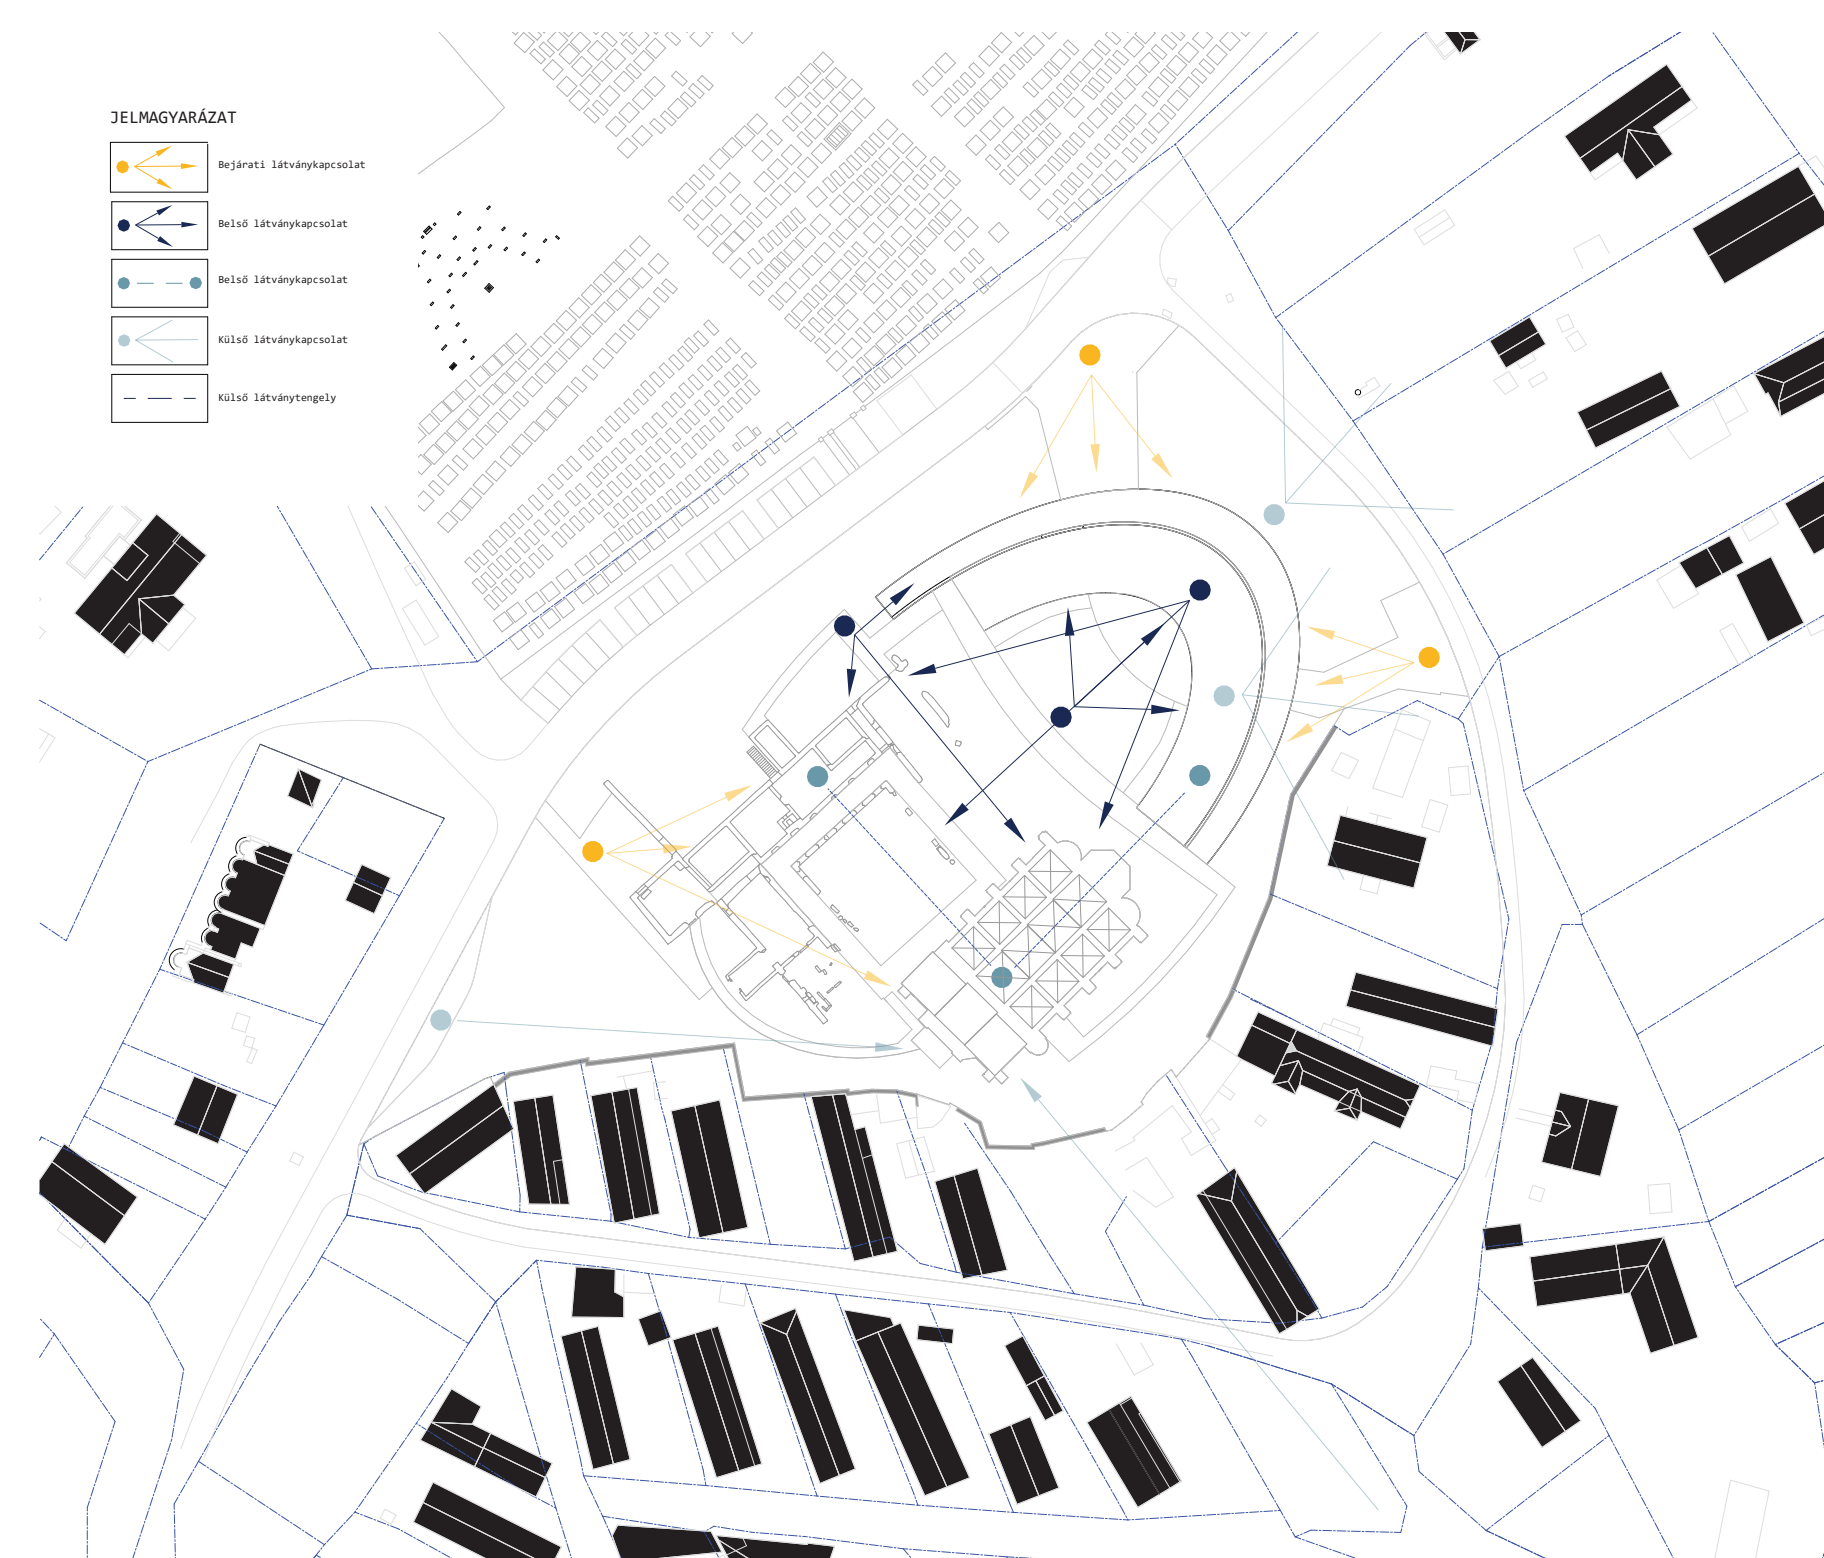 JELMAGYARÁZAT
Bejárati látványkapcsolat
Belső látványkapcsolat
Belső látványkapcsolat
Külső látványkapcsolat
Külső látványtengely